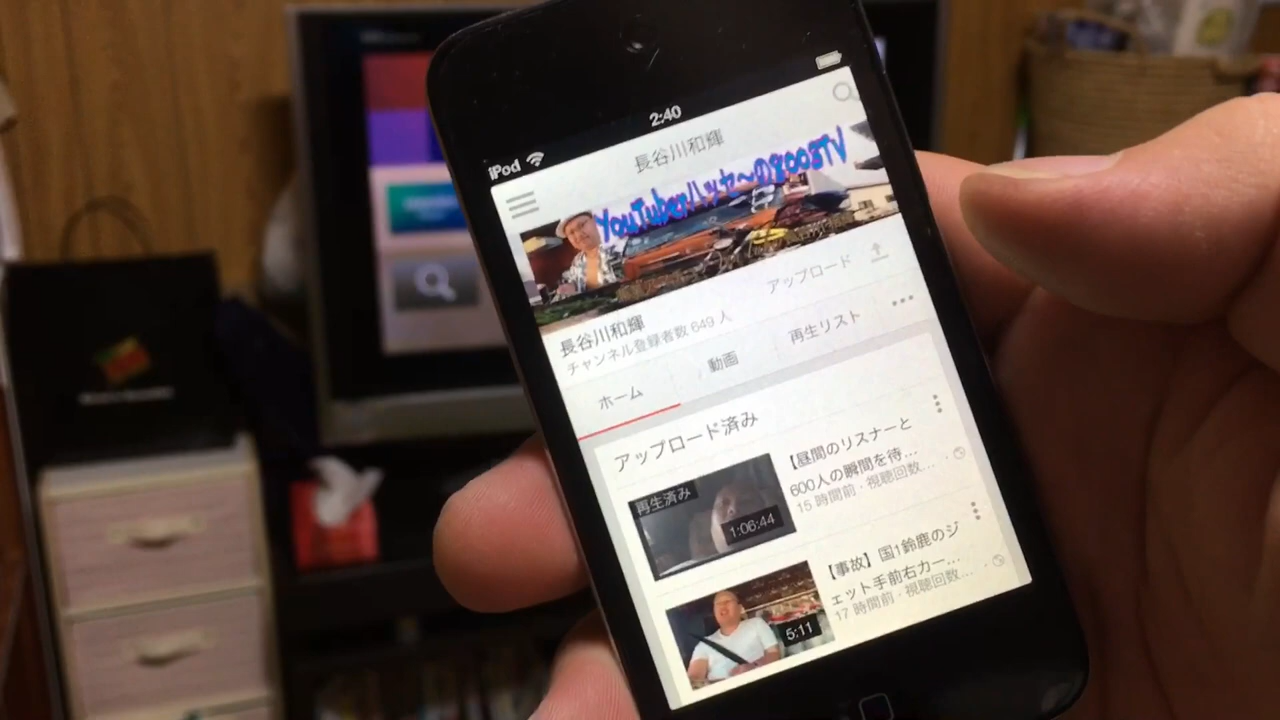 iPod
2:40
長谷川和輝
YouTuberハッセ〜の8003TV
アップロード
長谷川和輝
チャンネル登録者数 649 人
ホーム
動画
再生リスト
アップロード済み
再生済み
1:06:44
【昼間のリスナーと
600人の瞬間を待…
15 時間前・視聴回数…
5:11
【事故】国1鈴鹿のジ
ェット手前右カー…
17 時間前・視聴回数…